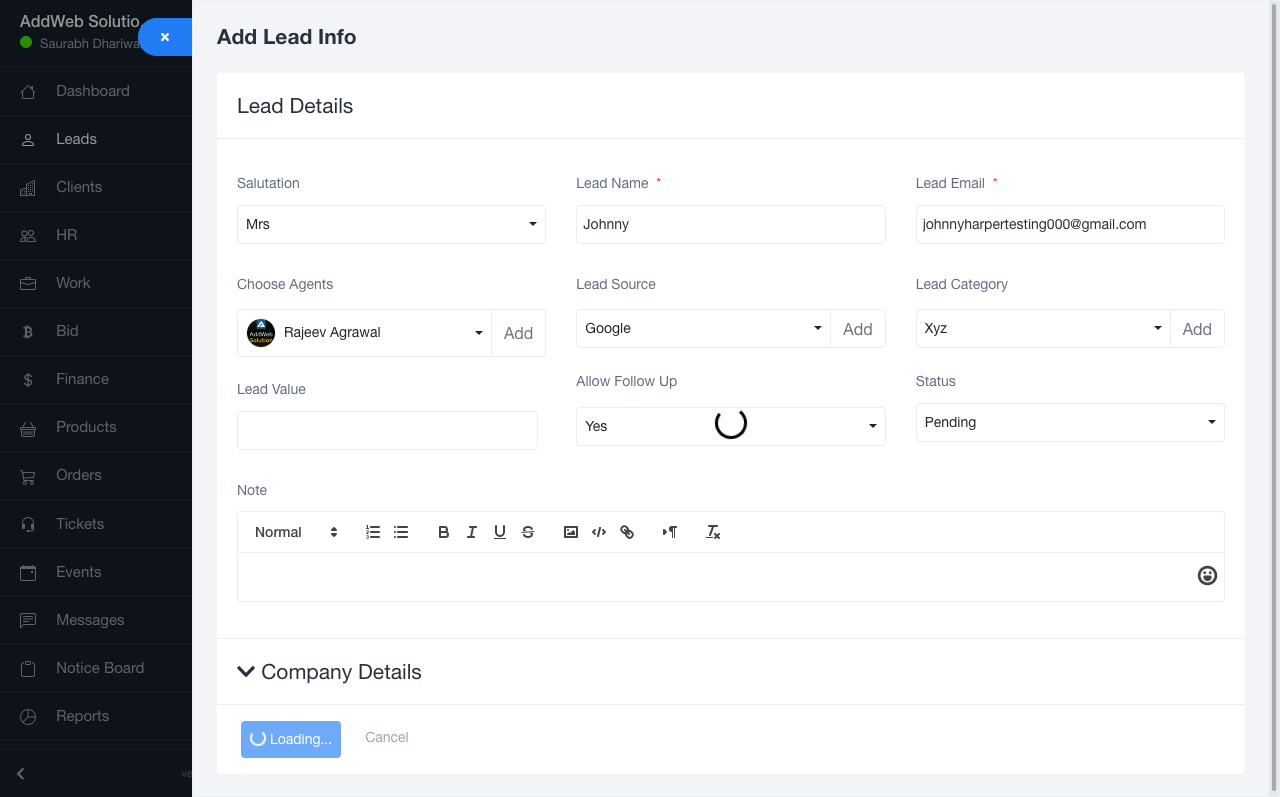 AddWeb Solutio
Saurabh Dhariwa
×
Dashboard
Leads
Clients
HR
Work
Bid
Finance
Products
Orders
Tickets
Events
Messages
Notice Board
Reports
ve
Add Lead Info
Lead Details
Salutation
Lead Name *
Lead Email *
Mrs
Johnny
johnnyharpertesting000@gmail.com
Choose Agents
Lead Source
Lead Category
AddWeb Solution
Rajeev Agrawal
Add
Google
Add
Xyz
Add
Lead Value
Allow Follow Up
Status
Yes
Pending
Note
Normal
Company Details
Loading...
Cancel